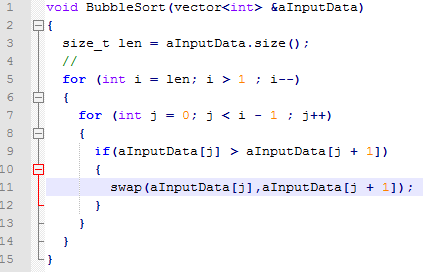 1 void BubbleSort(vector<int> &aInputData)
2 {
3 size_t len = aInputData.size();
4 //
5 for (int i = len; i > 1 ; i--)
6 {
7 for (int j = 0; j < i - 1 ; j++)
8 {
9 if(aInputData[j] > aInputData[j + 1])
10 {
11 swap(aInputData[j],aInputData[j + 1]);
12 }
13 }
14 }
15 }